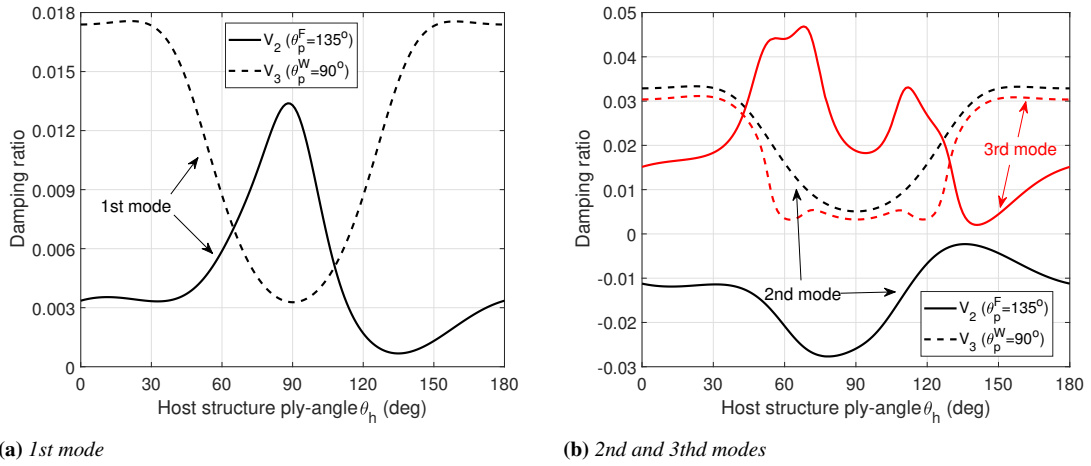 0.018
0.015
0.012
0.009
0.006
0.003
0
Damping ratio
V2 (θpF=135o)
V3 (θpW=90o)
1st mode
0 30 60 90 120 150 180
Host structure ply-angle θh (deg)
(a) 1st mode
0.05
0.04
0.03
0.02
0.01
0
-0.01
-0.02
-0.03
Damping ratio
3rd mode
2nd mode
V2 (θpF=135o)
V3 (θpW=90o)
0 30 60 90 120 150 180
Host structure ply-angle θh (deg)
(b) 2nd and 3thd modes